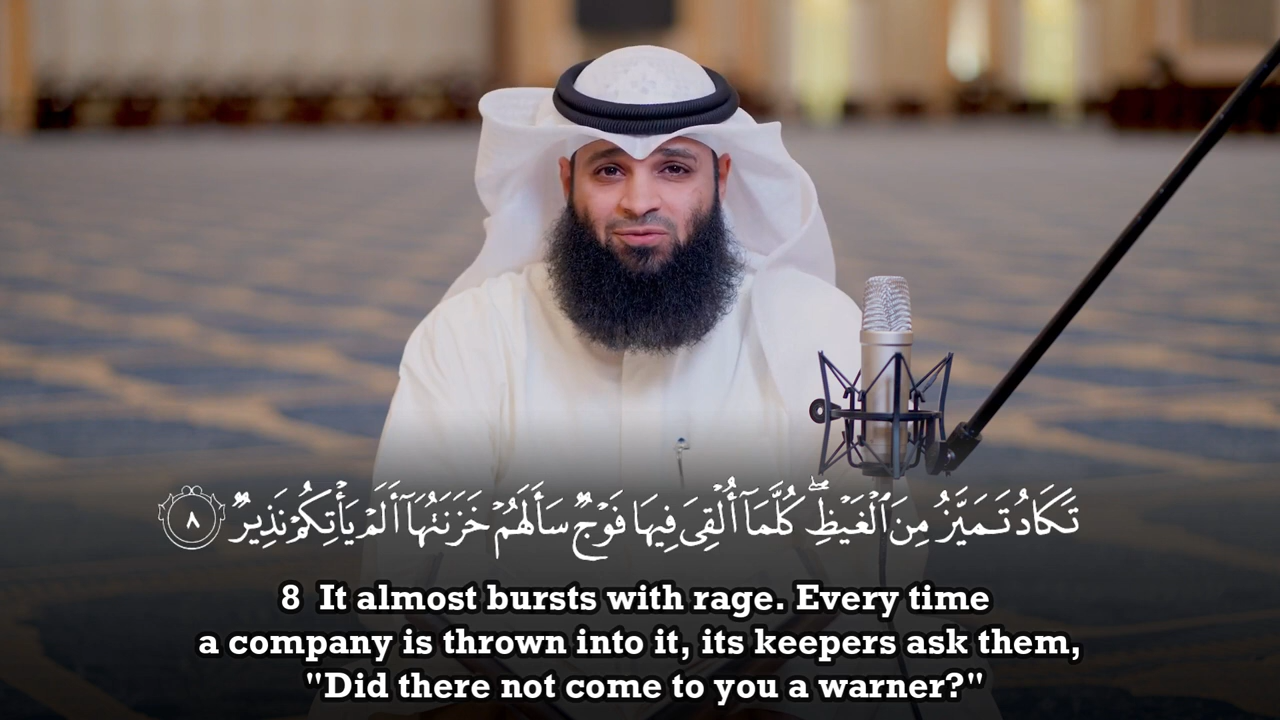 تَكَادُ تَمَيَّزُ مِنَ ٱلْغَيْظِ ۖ كُلَّمَآ أُلْقِىَ فِيهَا فَوْجٌ سَأَلَهُمْ خَزَنَتُهَآ أَلَمْ يَأْتِكُمْ نَذِيرٌ ٨
8 It almost bursts with rage. Every time
a company is thrown into it, its keepers ask them,
"Did there not come to you a warner?"